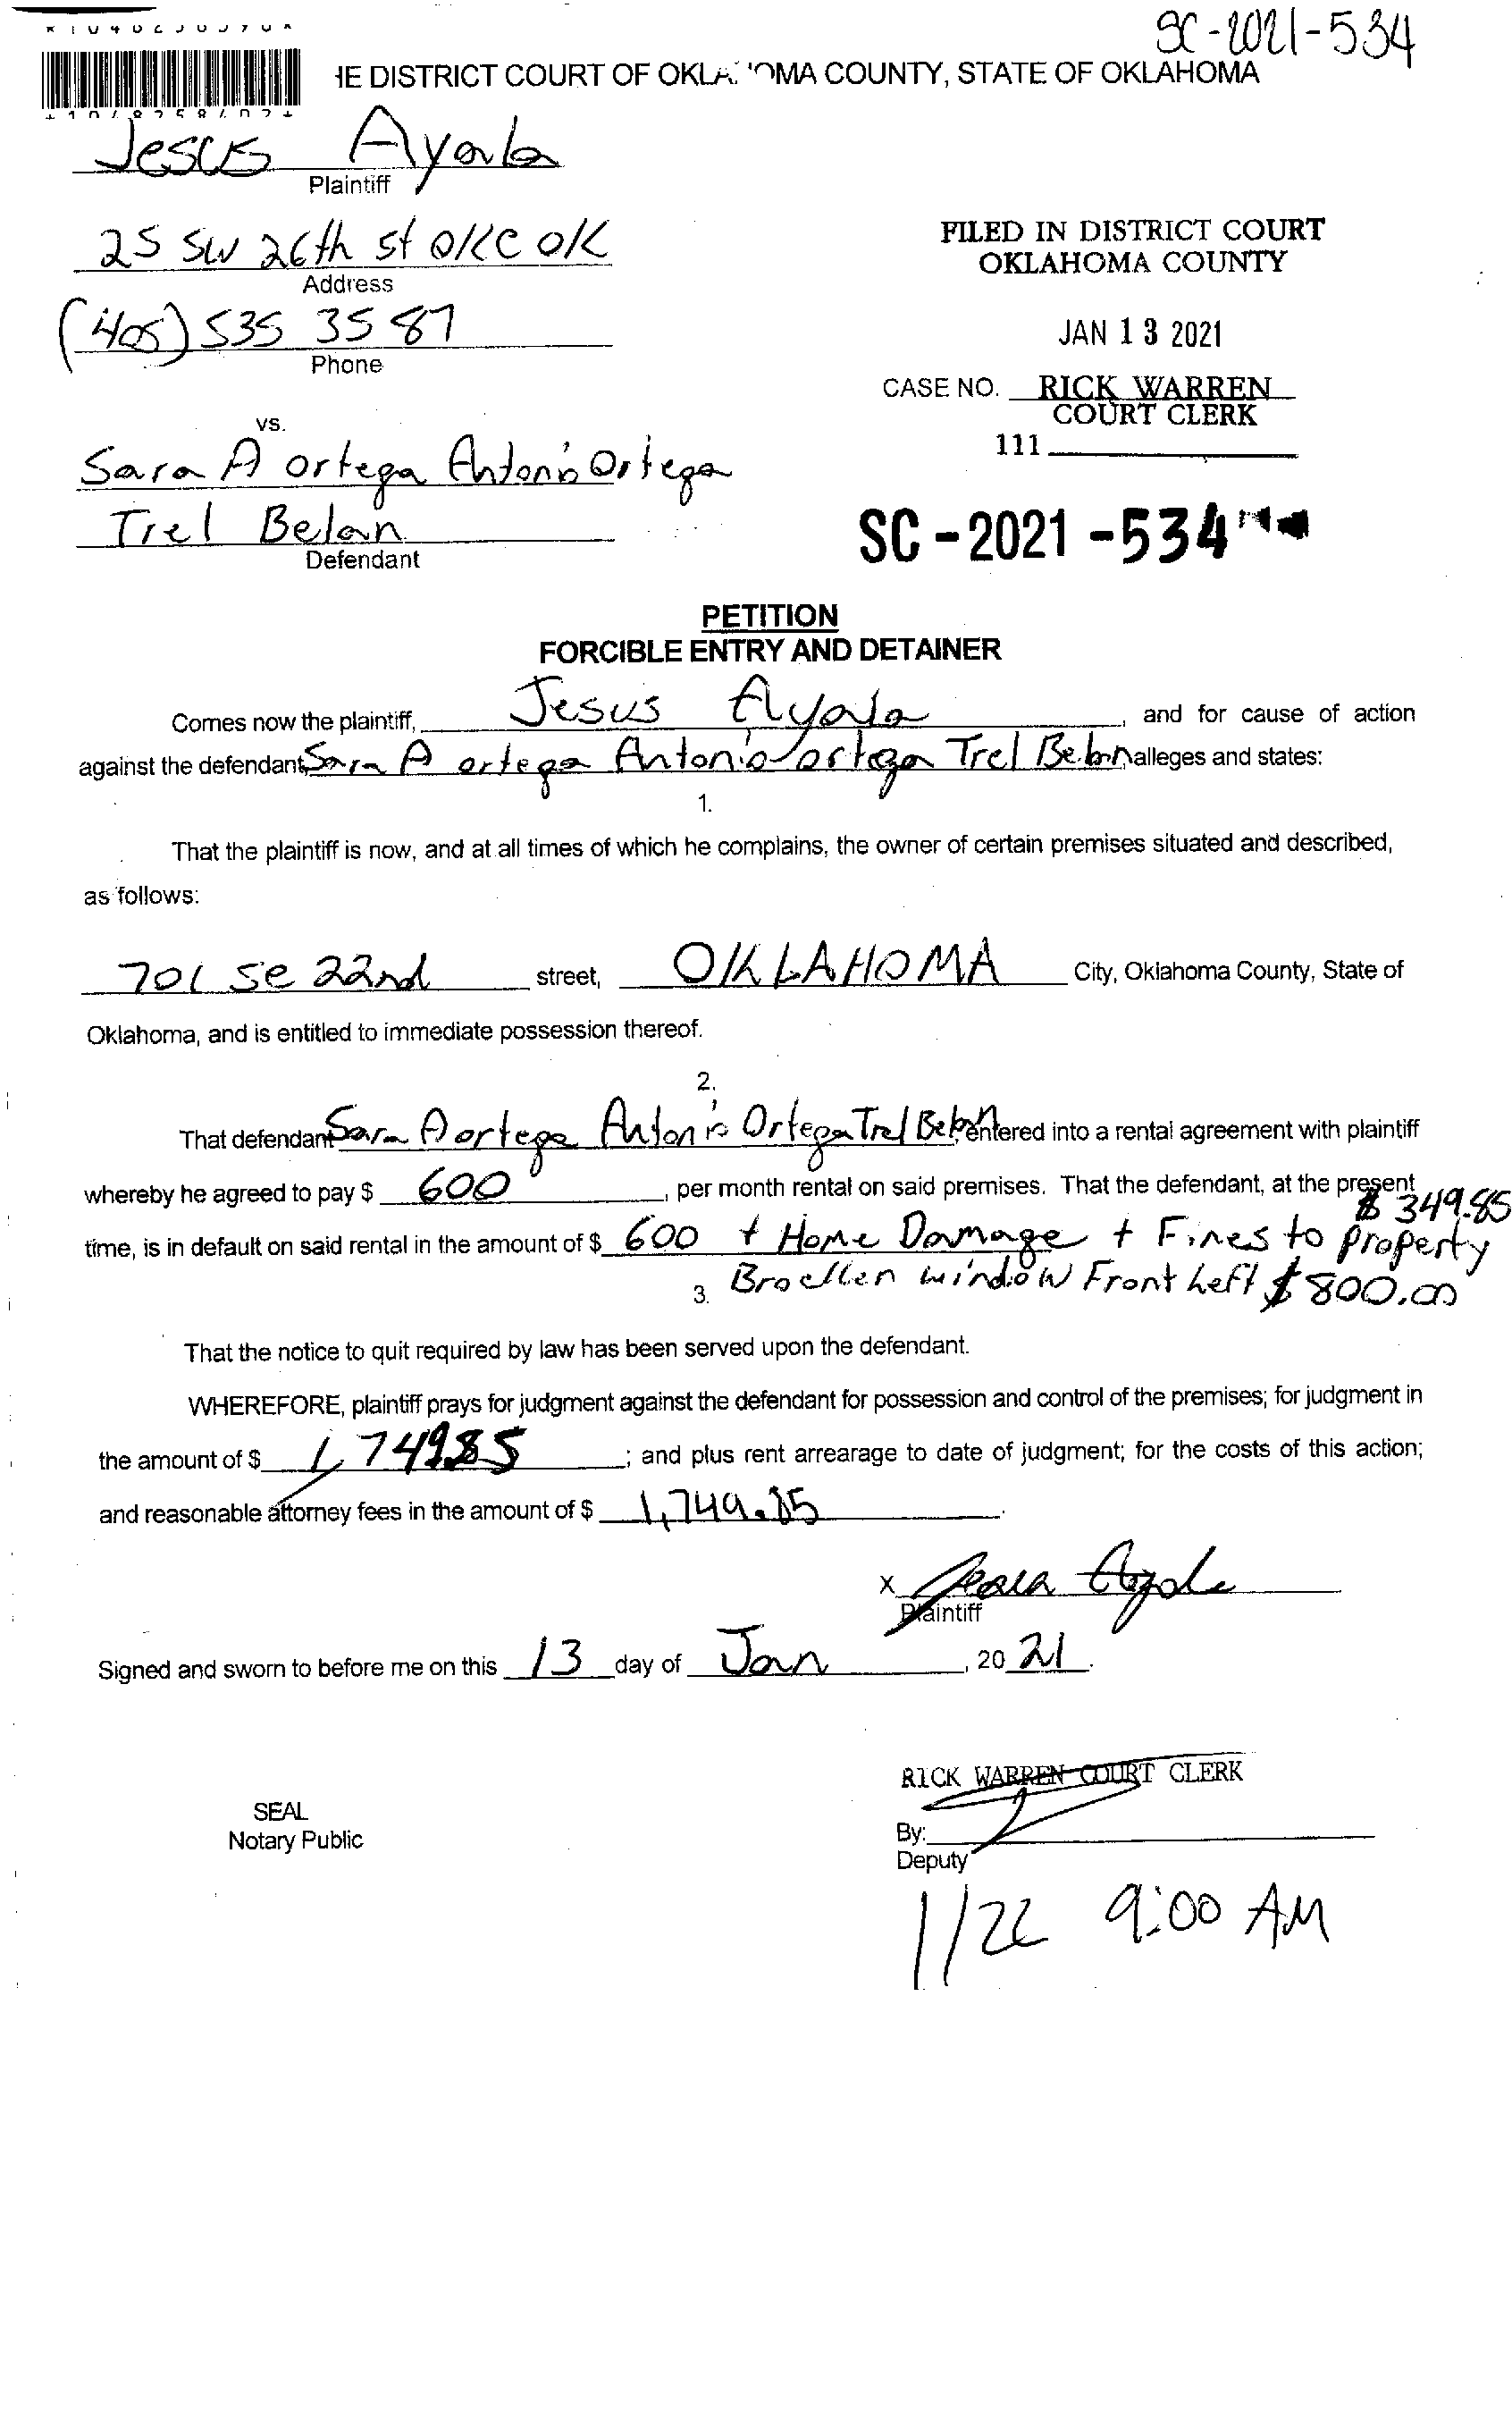 SC-2021-534
HE DISTRICT COURT OF OKLAHOMA COUNTY, STATE OF OKLAHOMA
Jesus Ayala
Plaintiff
25 SW 26th st OKC OK
Address
(405) 535 3587
Phone
vs.
Sara A ortega Antonio Ortega
Trel Belan
Defendant
FILED IN DISTRICT COURT
OKLAHOMA COUNTY
JAN 13 2021
CASE NO. RICK WARREN
COURT CLERK
111
SC - 2021 - 534
PETITION
FORCIBLE ENTRY AND DETAINER
Comes now the plaintiff, Jesus Ayala, and for cause of action
against the defendant, Sara A ortega Antonio ortega Trel Belan alleges and states:
1.
That the plaintiff is now, and at all times of which he complains, the owner of certain premises situated and described,
as follows:
701 se 22nd street, OKLAHOMA City, Oklahoma County, State of
Oklahoma, and is entitled to immediate possession thereof.
2.
That defendant Sara A ortega Antonio Ortega Trel Belan entered into a rental agreement with plaintiff
whereby he agreed to pay $ 600, per month rental on said premises. That the defendant, at the present
$ 349.85
time, is in default on said rental in the amount of $ 600 + Home Damage + Fines to property
3. Brocken window Front Left $800.00
That the notice to quit required by law has been served upon the defendant.
WHEREFORE, plaintiff prays for judgment against the defendant for possession and control of the premises; for judgment in
the amount of $ 1,749.85; and plus rent arrearage to date of judgment; for the costs of this action;
and reasonable attorney fees in the amount of $ 1,749.85.
X
Plaintiff
Signed and sworn to before me on this 13 day of Jan, 2021.
RICK WARREN COURT CLERK
SEAL
Notary Public
By:
Deputy
1/22 9:00 AM